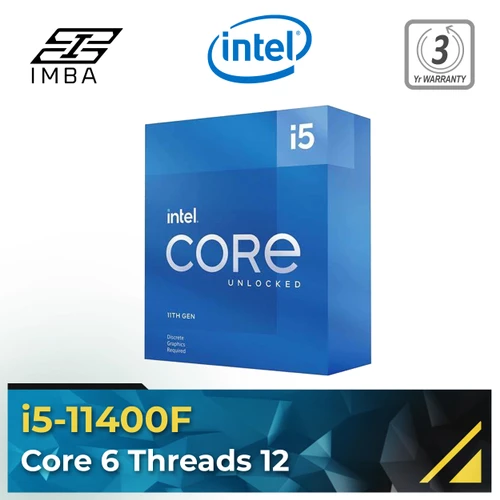 IMBA
intel
3
Yr WARRANTY
i5
intel.
CORE
UNLOCKED
11TH GEN
Discrete
Graphics
Required
i5-11400F
Core 6 Threads 12